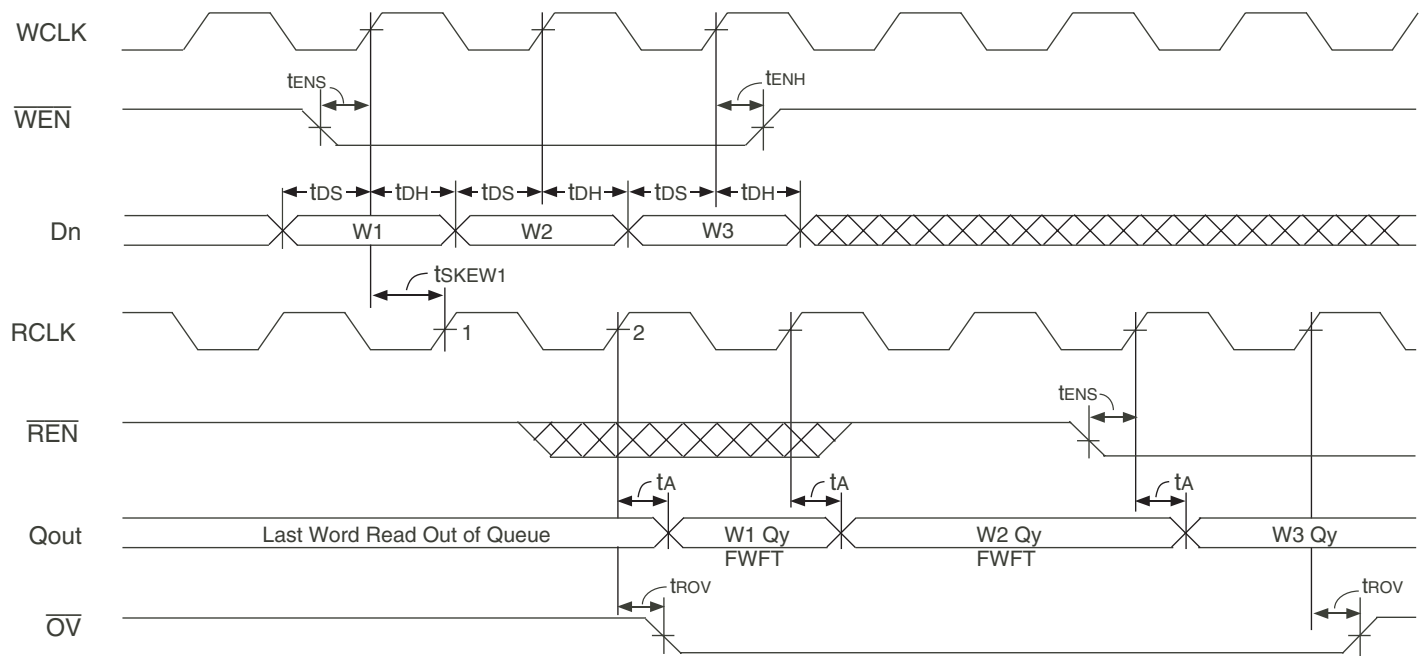 WCLK
tENS
tENH
WEN
tDS tDH tDS tDH tDS tDH
Dn W1 W2 W3
tSKEW1
RCLK 1 2
tENS
REN
tA tA tA
Qout Last Word Read Out of Queue W1 Qy W2 Qy W3 Qy
FWFT FWFT
tROV tROV
OV